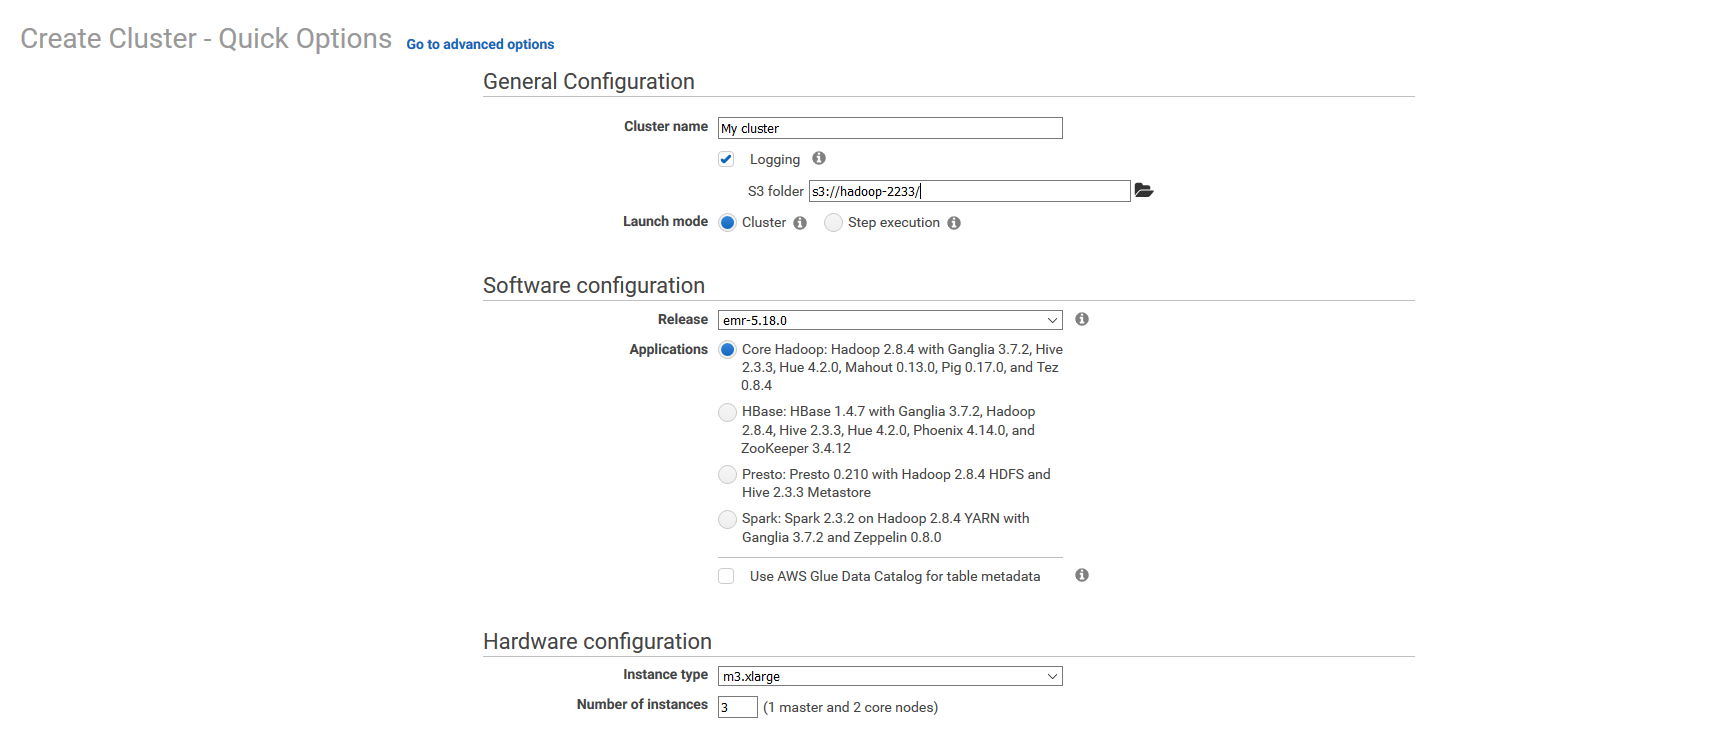 Create Cluster - Quick Options Go to advanced options
General Configuration
Cluster name My cluster
Logging
S3 folder s3://hadoop-2233/
Launch mode Cluster Step execution
Software configuration
Release emr-5.18.0
Applications Core Hadoop: Hadoop 2.8.4 with Ganglia 3.7.2, Hive
2.3.3, Hue 4.2.0, Mahout 0.13.0, Pig 0.17.0, and Tez
0.8.4
HBase: HBase 1.4.7 with Ganglia 3.7.2, Hadoop
2.8.4, Hive 2.3.3, Hue 4.2.0, Phoenix 4.14.0, and
ZooKeeper 3.4.12
Presto: Presto 0.210 with Hadoop 2.8.4 HDFS and
Hive 2.3.3 Metastore
Spark: Spark 2.3.2 on Hadoop 2.8.4 YARN with
Ganglia 3.7.2 and Zeppelin 0.8.0
Use AWS Glue Data Catalog for table metadata
Hardware configuration
Instance type m3.xlarge
Number of instances 3 (1 master and 2 core nodes)